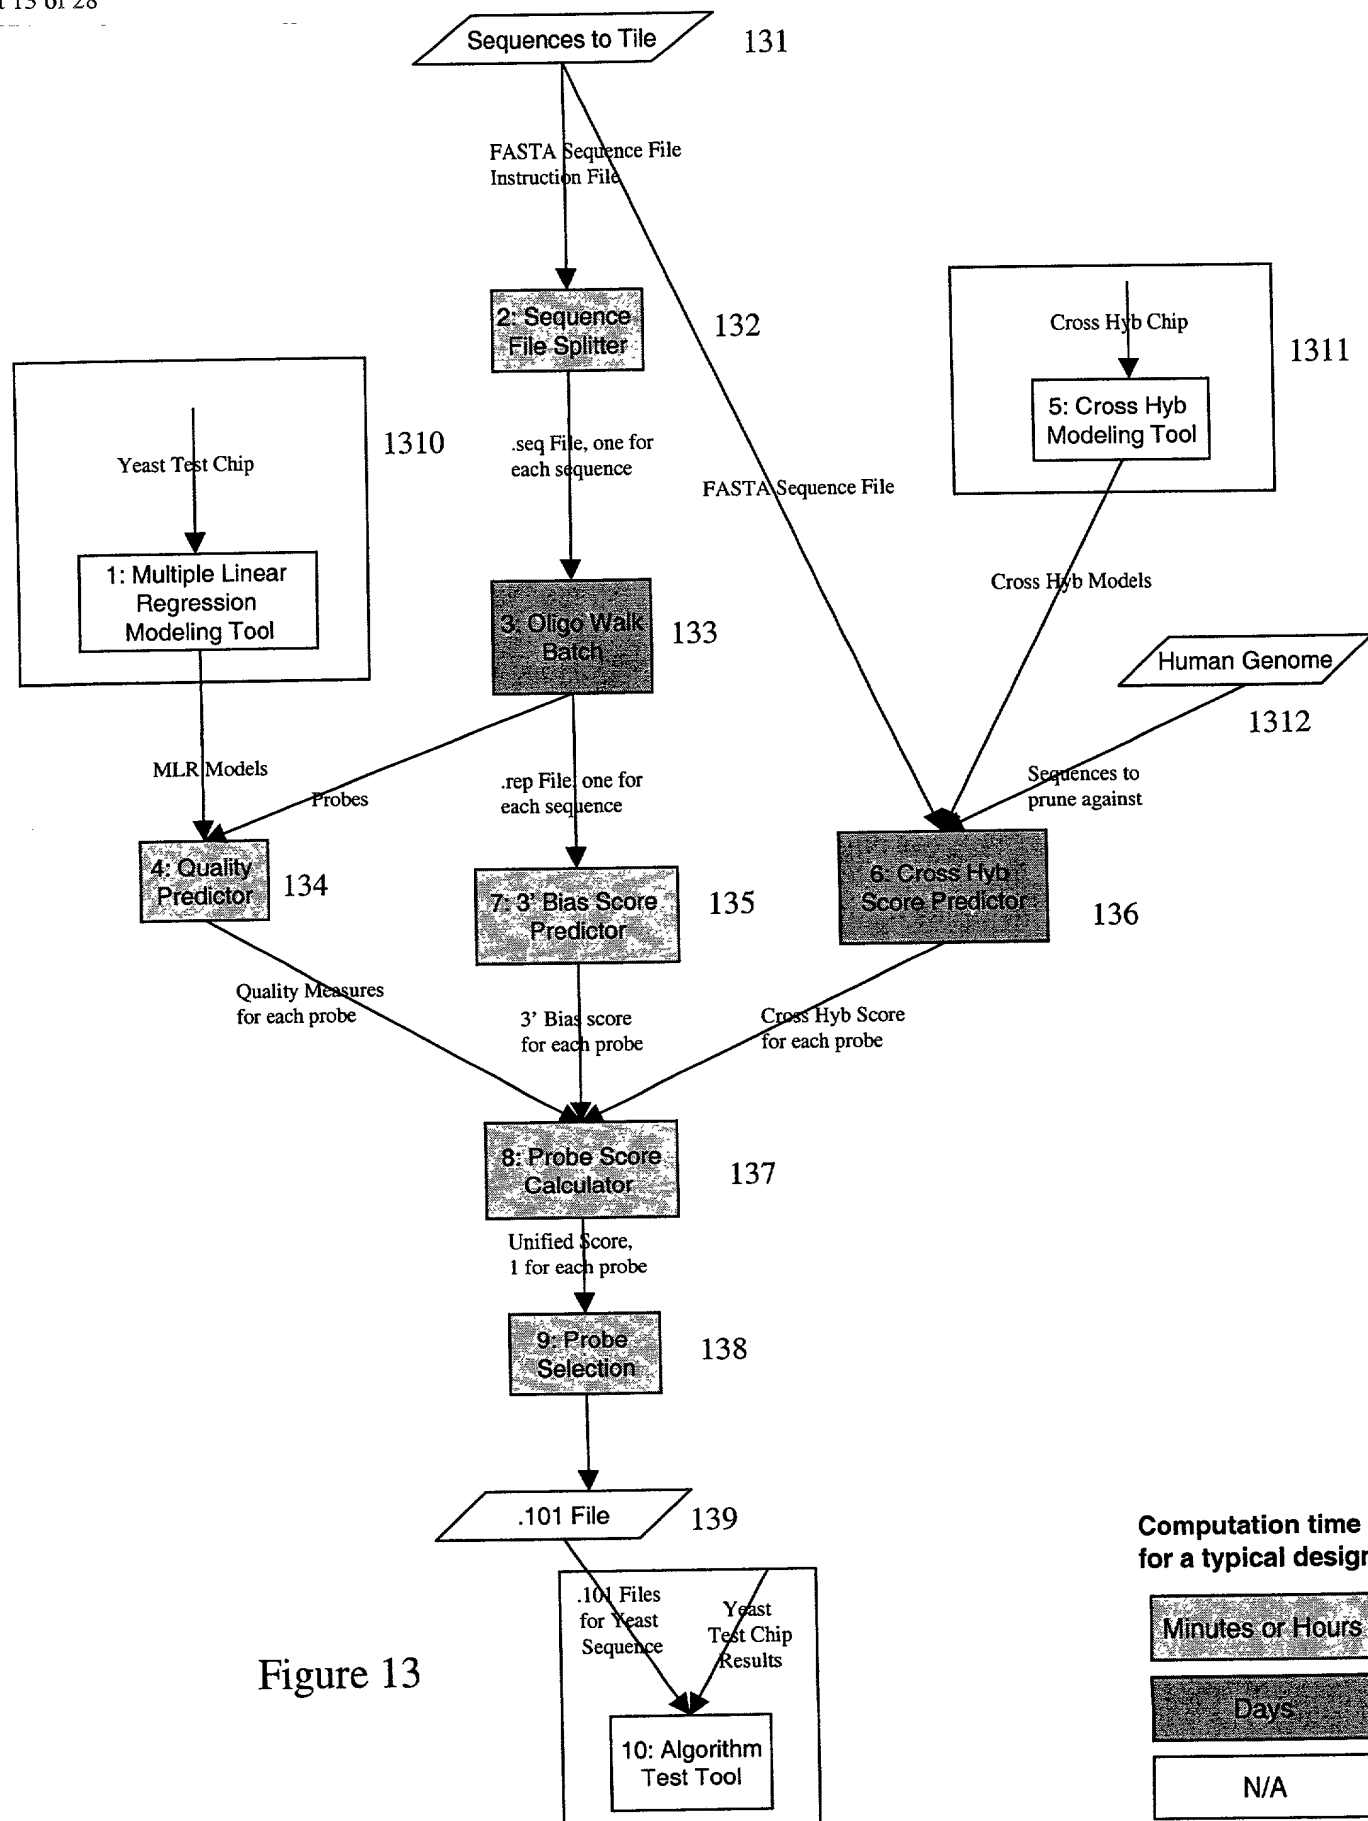 t 13 of 28
Sequences to Tile
131
FASTA Sequence File
Instruction File
2: Sequence
File Splitter
132
Cross Hyb Chip
1311
5: Cross Hyb
Modeling Tool
1310
Yeast Test Chip
.seq File, one for
each sequence
FASTA Sequence File
1: Multiple Linear
Regression
Modeling Tool
3: Oligo Walk
Batch
133
Cross Hyb Models
Human Genome
1312
MLR Models
Probes
.rep File, one for
each sequence
Sequences to
prune against
4: Quality
Predictor
134
7: 3' Bias Score
Predictor
135
6: Cross Hyb
Score Predictor
136
Quality Measures
for each probe
3' Bias score
for each probe
Cross Hyb Score
for each probe
8: Probe Score
Calculator
137
Unified Score,
1 for each probe
9: Probe
Selection
138
.101 File
139
.101 Files
for Yeast
Sequence
Yeast
Test Chip
Results
10: Algorithm
Test Tool
Figure 13
Computation time
for a typical design
Minutes or Hours
Days
N/A